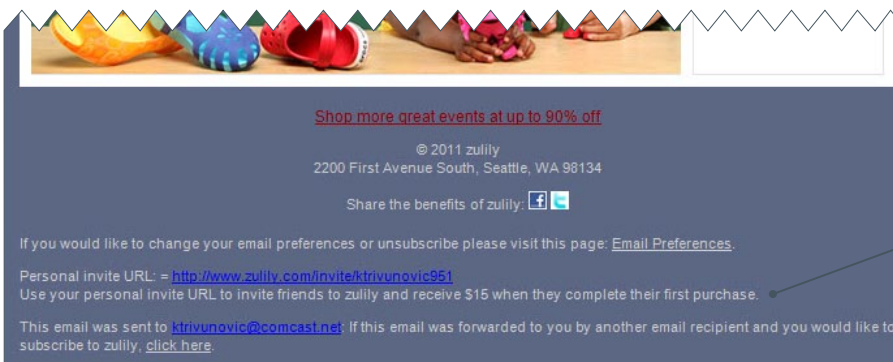 Shop more great events at up to 90% off
© 2011 zulily
2200 First Avenue South, Seattle, WA 98134
Share the benefits of zulily:
If you would like to change your email preferences or unsubscribe please visit this page: Email Preferences.
Personal invite URL: = http://www.zulily.com/invite/ktrivunovic951
Use your personal invite URL to invite friends to zulily and receive $15 when they complete their first purchase.
This email was sent to ktrivunovic@comcast.net: If this email was forwarded to you by another email recipient and you would like to
subscribe to zulily, click here.